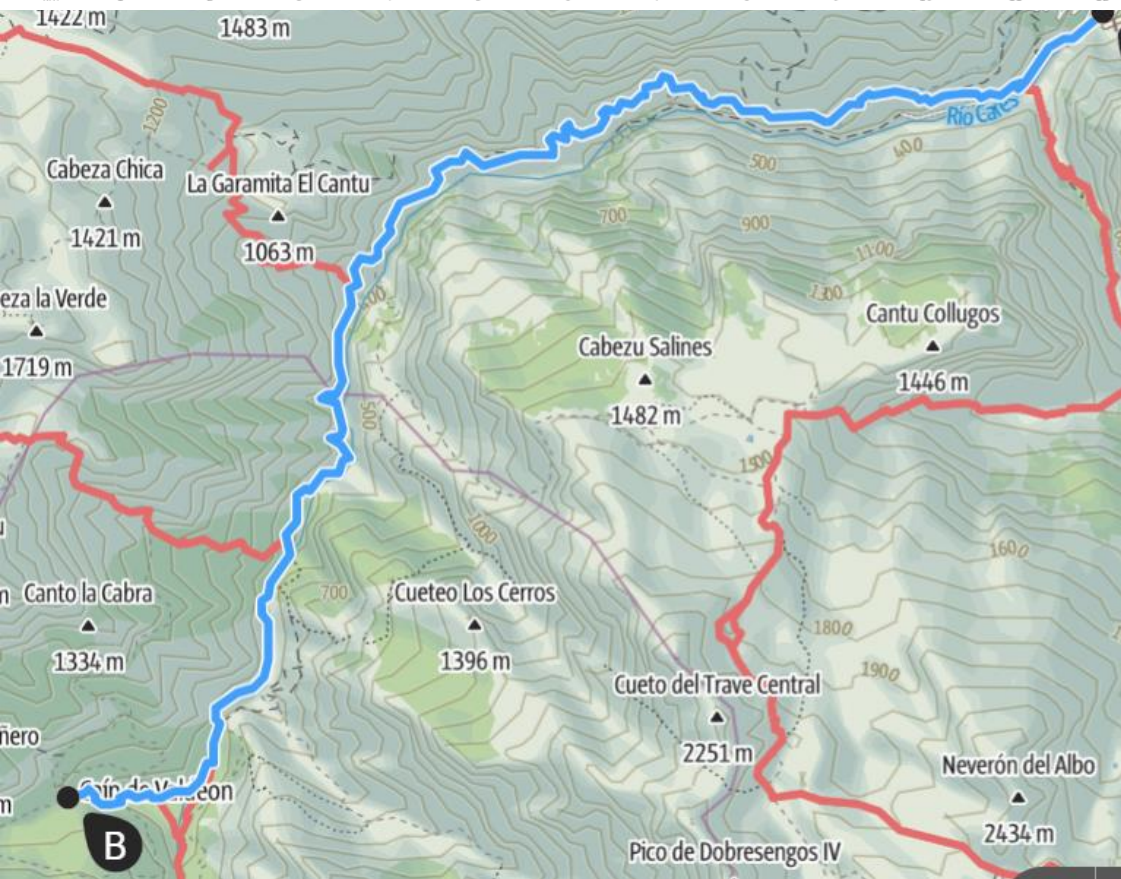 1422 m
1483 m
1200
Río Cares
400
500
Cabeza Chica
1421 m
La Garamita El Cantu
1063 m
700
900
1100
1300
eza la Verde
1719 m
Cantu Collugos
1446 m
Cabezu Salines
1482 m
500
1500
1000
1600
700
Canto la Cabra
1334 m
Cueteo Los Cerros
1396 m
1800
1900
Cueto del Trave Central
2251 m
ñero
m
Caín de Valdeón
B
Neverón del Albo
2434 m
Pico de Dobresengos IV